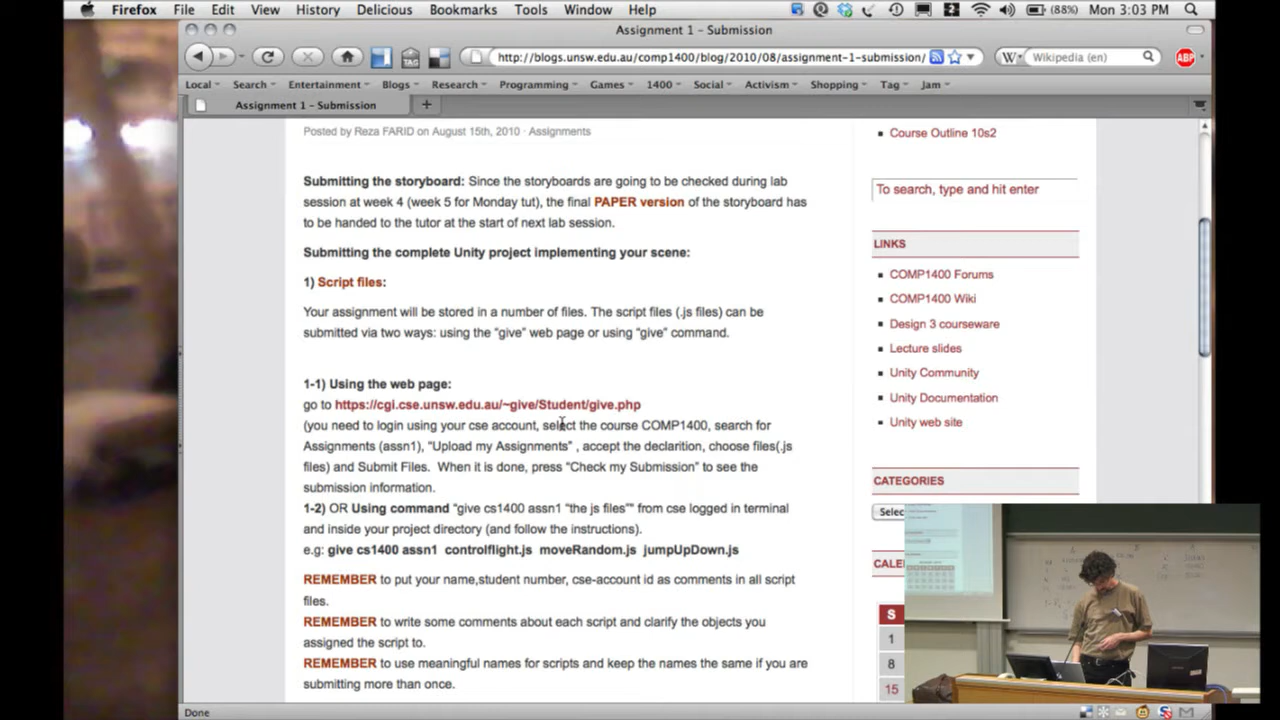 Firefox File Edit View History Delicious Bookmarks Tools Window Help (88%) Mon 3:03 PM
Assignment 1 – Submission
http://blogs.unsw.edu.au/comp1400/blog/2010/08/assignment-1-submission/ W Wikipedia (en) ABP
Local Search Entertainment Blogs Research Programming Games 1400 Social Activism Shopping Tag Jam
Assignment 1 – Submission
Posted by Reza FARID on August 15th, 2010 · Assignments
Submitting the storyboard: Since the storyboards are going to be checked during lab
session at week 4 (week 5 for Monday tut), the final PAPER version of the storyboard has
to be handed to the tutor at the start of next lab session.
Submitting the complete Unity project implementing your scene:
1) Script files:
Your assignment will be stored in a number of files. The script files (.js files) can be
submitted via two ways: using the “give” web page or using “give” command.
1-1) Using the web page:
go to https://cgi.cse.unsw.edu.au/~give/Student/give.php
(you need to login using your cse account, select the course COMP1400, search for
Assignments (assn1), “Upload my Assignments” , accept the declarition, choose files(.js
files) and Submit Files. When it is done, press “Check my Submission” to see the
submission information.
1-2) OR Using command “give cs1400 assn1 “the js files”” from cse logged in terminal
and inside your project directory (and follow the instructions).
e.g: give cs1400 assn1 controlflight.js moveRandom.js jumpUpDown.js
REMEMBER to put your name,student number, cse-account id as comments in all script
files.
REMEMBER to write some comments about each script and clarify the objects you
assigned the script to.
REMEMBER to use meaningful names for scripts and keep the names the same if you are
submitting more than once.
Course Outline 10s2
To search, type and hit enter
LINKS
COMP1400 Forums
COMP1400 Wiki
Design 3 courseware
Lecture slides
Unity Community
Unity Documentation
Unity web site
CATEGORIES
Selec
CALE
S
1
8
15
Done